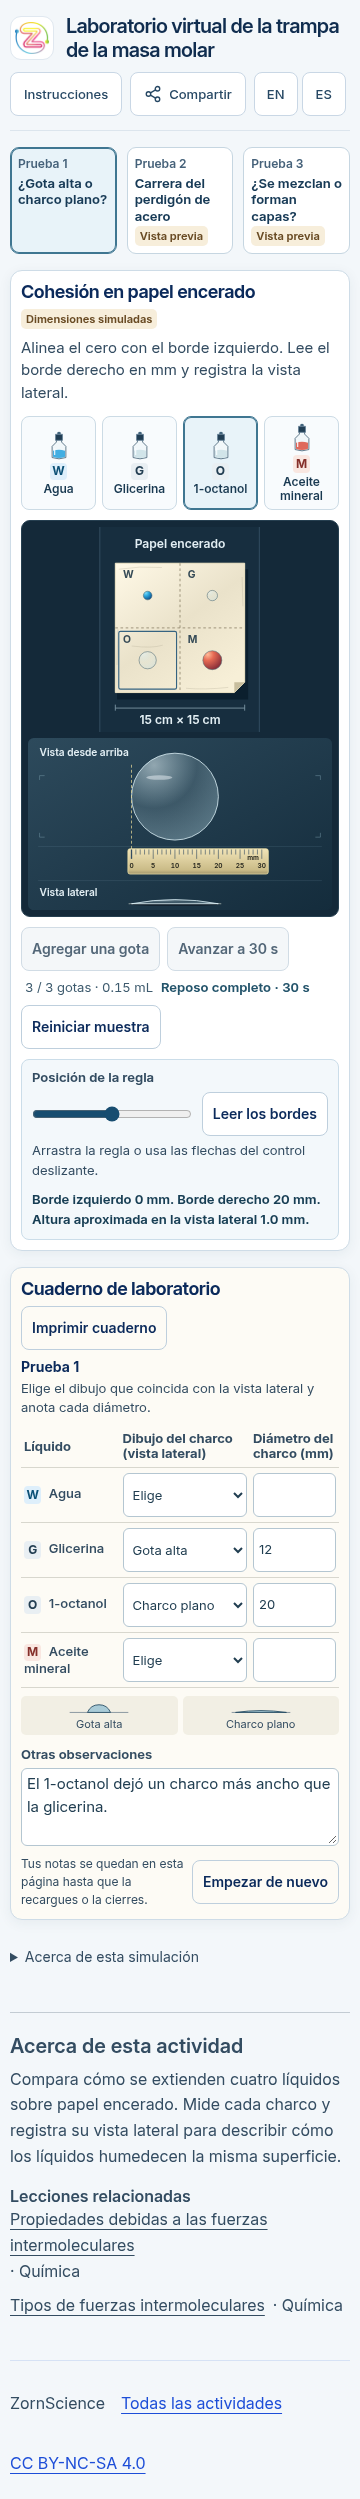 Laboratorio virtual de la trampa
de la masa molar
Instrucciones
Compartir
EN
ES
Prueba 1
¿Gota alta o
charco plano?
Prueba 2
Carrera del
perdigón de
acero
Vista previa
Prueba 3
¿Se mezclan o
forman
capas?
Vista previa
Cohesión en papel encerado
Dimensiones simuladas
Alinea el cero con el borde izquierdo. Lee el
borde derecho en mm y registra la vista
lateral.
W
Agua
G
Glicerina
O
1-octanol
M
Aceite
mineral
Papel encerado
W
G
O
M
15 cm × 15 cm
Vista desde arriba
mm
0 5 10 15 20 25 30
Vista lateral
Agregar una gota
Avanzar a 30 s
3 / 3 gotas · 0.15 mL Reposo completo · 30 s
Reiniciar muestra
Posición de la regla
Leer los bordes
Arrastra la regla o usa las flechas del control
deslizante.
Borde izquierdo 0 mm. Borde derecho 20 mm.
Altura aproximada en la vista lateral 1.0 mm.
Cuaderno de laboratorio
Imprimir cuaderno
Prueba 1
Elige el dibujo que coincida con la vista lateral y
anota cada diámetro.
Líquido
Dibujo del charco
(vista lateral)
Diámetro del
charco (mm)
W Agua
Elige
G Glicerina
Gota alta
12
O 1-octanol
Charco plano
20
M Aceite
mineral
Elige
Gota alta
Charco plano
Otras observaciones
El 1-octanol dejó un charco más ancho que
la glicerina.
Tus notas se quedan en esta
página hasta que la
recargues o la cierres.
Empezar de nuevo
Acerca de esta simulación
Acerca de esta actividad
Compara cómo se extienden cuatro líquidos
sobre papel encerado. Mide cada charco y
registra su vista lateral para describir cómo
los líquidos humedecen la misma superficie.
Lecciones relacionadas
Propiedades debidas a las fuerzas
intermoleculares
· Química
Tipos de fuerzas intermoleculares · Química
ZornScience Todas las actividades
CC BY-NC-SA 4.0